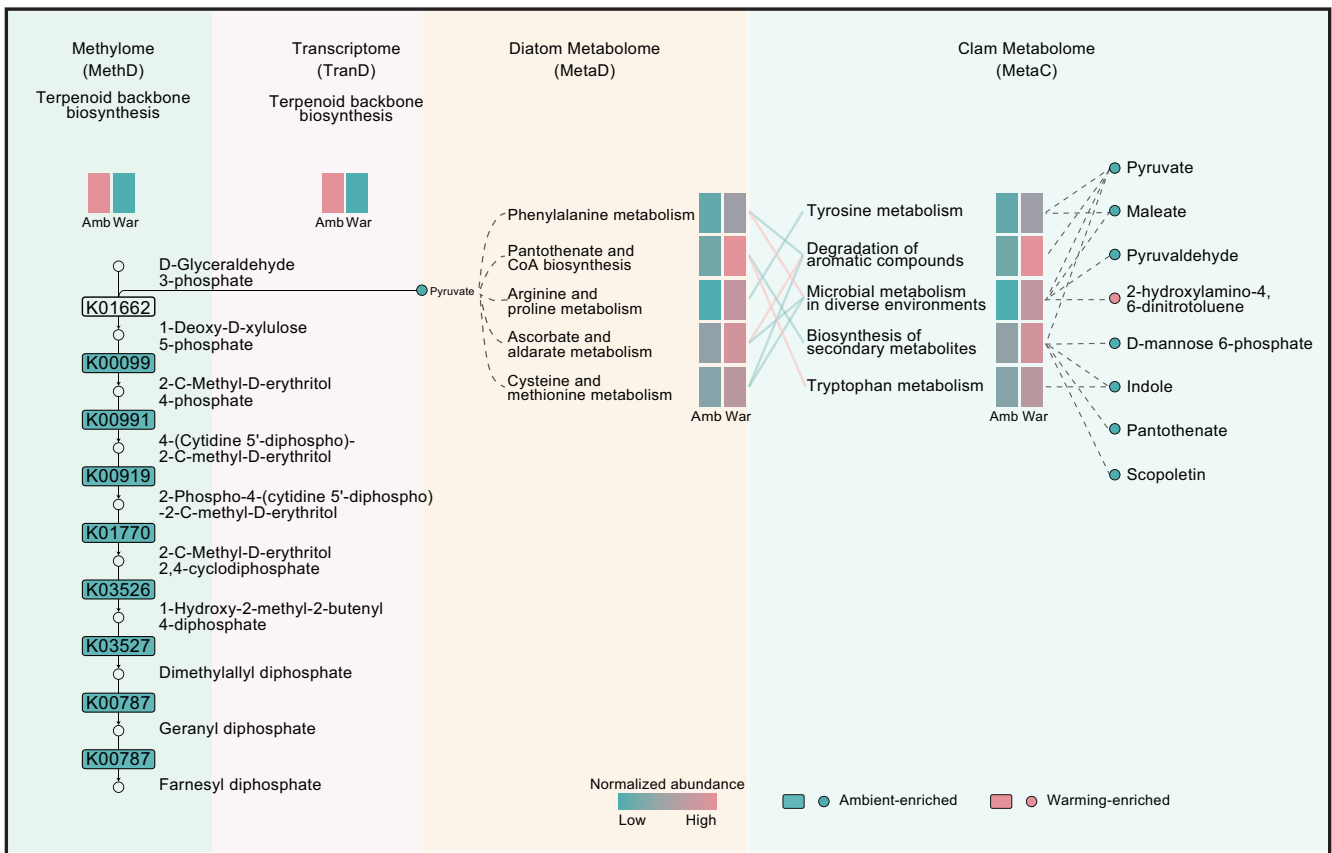 Methylome
(MethD)
Terpenoid backbone
biosynthesis
Amb War
Transcriptome
(TranD)
Terpenoid backbone
biosynthesis
Amb War
Diatom Metabolome
(MetaD)
Clam Metabolome
(MetaC)
D-Glyceraldehyde
3-phosphate
K01662
1-Deoxy-D-xylulose
5-phosphate
K00099
2-C-Methyl-D-erythritol
4-phosphate
K00991
4-(Cytidine 5'-diphospho)-
2-C-methyl-D-erythritol
K00919
2-Phospho-4-(cytidine 5'-diphospho)
-2-C-methyl-D-erythritol
K01770
2-C-Methyl-D-erythritol
2,4-cyclodiphosphate
K03526
1-Hydroxy-2-methyl-2-butenyl
4-diphosphate
K03527
Dimethylallyl diphosphate
K00787
Geranyl diphosphate
K00787
Farnesyl diphosphate
Pyruvate
Phenylalanine metabolism
Pantothenate and
CoA biosynthesis
Arginine and
proline metabolism
Ascorbate and
aldarate metabolism
Cysteine and
methionine metabolism
Amb War
Tyrosine metabolism
Degradation of
aromatic compounds
Microbial metabolism
in diverse environments
Biosynthesis of
secondary metabolites
Tryptophan metabolism
Amb War
Pyruvate
Maleate
Pyruvaldehyde
2-hydroxylamino-4,
6-dinitrotoluene
D-mannose 6-phosphate
Indole
Pantothenate
Scopoletin
Normalized abundance
Low High
Ambient-enriched
Warming-enriched